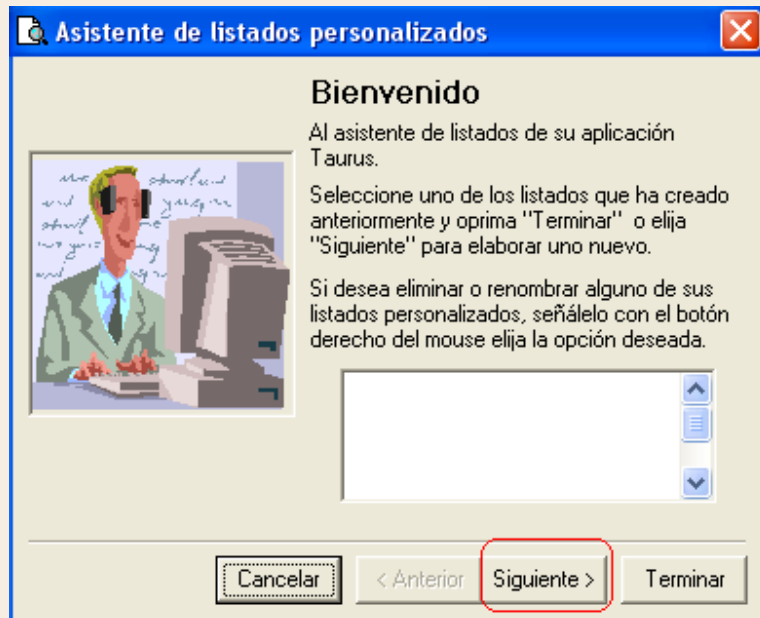 Asistente de listados personalizados
Bienvenido
Al asistente de listados de su aplicación
Taurus.
Seleccione uno de los listados que ha creado
anteriormente y oprima "Terminar" o elija
"Siguiente" para elaborar uno nuevo.
Si desea eliminar o renombrar alguno de sus
listados personalizados, señálelo con el botón
derecho del mouse elija la opción deseada.
Cancelar
< Anterior
Siguiente >
Terminar